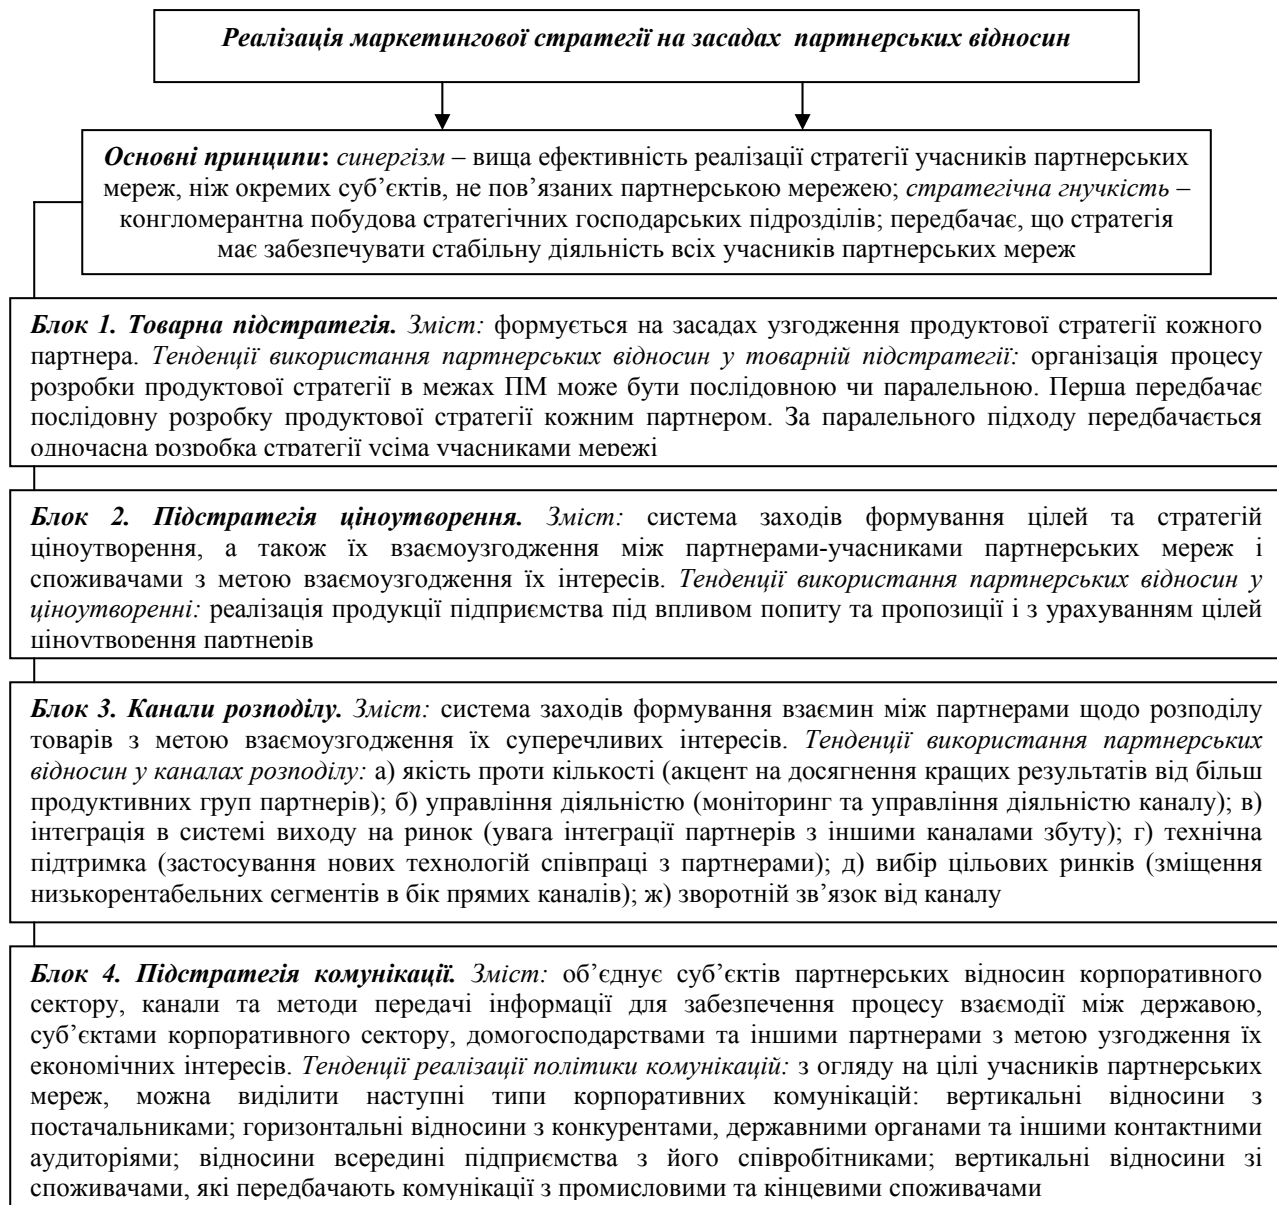 Реалізація маркетингової стратегії на засадах партнерських відносин
Основні принципи: синергізм – вища ефективність реалізації стратегії учасників партнерських
мереж, ніж окремих суб’єктів, не пов’язаних партнерською мережею; стратегічна гнучкість –
конгломерантна побудова стратегічних господарських підрозділів; передбачає, що стратегія
має забезпечувати стабільну діяльність всіх учасників партнерських мереж
Блок 1. Товарна підстратегія. Зміст: формується на засадах узгодження продуктової стратегії кожного
партнера. Тенденції використання партнерських відносин у товарній підстратегії: організація процесу
розробки продуктової стратегії в межах ПМ може бути послідовною чи паралельною. Перша передбачає
послідовну розробку продуктової стратегії кожним партнером. За паралельного підходу передбачається
одночасна розробка стратегії усіма учасниками мережі
Блок 2. Підстратегія ціноутворення. Зміст: система заходів формування цілей та стратегій
ціноутворення, а також їх взаємоузгодження між партнерами-учасниками партнерських мереж і
споживачами з метою взаємоузгодження їх інтересів. Тенденції використання партнерських відносин у
ціноутворенні: реалізація продукції підприємства під впливом попиту та пропозиції і з урахуванням цілей
ціноутворення партнерів
Блок 3. Канали розподілу. Зміст: система заходів формування взаємин між партнерами щодо розподілу
товарів з метою взаємоузгодження їх суперечливих інтересів. Тенденції використання партнерських
відносин у каналах розподілу: а) якість проти кількості (акцент на досягнення кращих результатів від більш
продуктивних груп партнерів); б) управління діяльністю (моніторинг та управління діяльністю каналу); в)
інтеграція в системі виходу на ринок (увага інтеграції партнерів з іншими каналами збуту); г) технічна
підтримка (застосування нових технологій співпраці з партнерами); д) вибір цільових ринків (зміщення
низькорентабельних сегментів в бік прямих каналів); ж) зворотній зв’язок від каналу
Блок 4. Підстратегія комунікації. Зміст: об’єднує суб’єктів партнерських відносин корпоративного
сектору, канали та методи передачі інформації для забезпечення процесу взаємодії між державою,
суб’єктами корпоративного сектору, домогосподарствами та іншими партнерами з метою узгодження їх
економічних інтересів. Тенденції реалізації політики комунікацій: з огляду на цілі учасників партнерських
мереж, можна виділити наступні типи корпоративних комунікацій: вертикальні відносини з
постачальниками; горизонтальні відносини з конкурентами, державними органами та іншими контактними
аудиторіями; відносини всередині підприємства з його співробітниками; вертикальні відносини зі
споживачами, які передбачають комунікації з промисловими та кінцевими споживачами